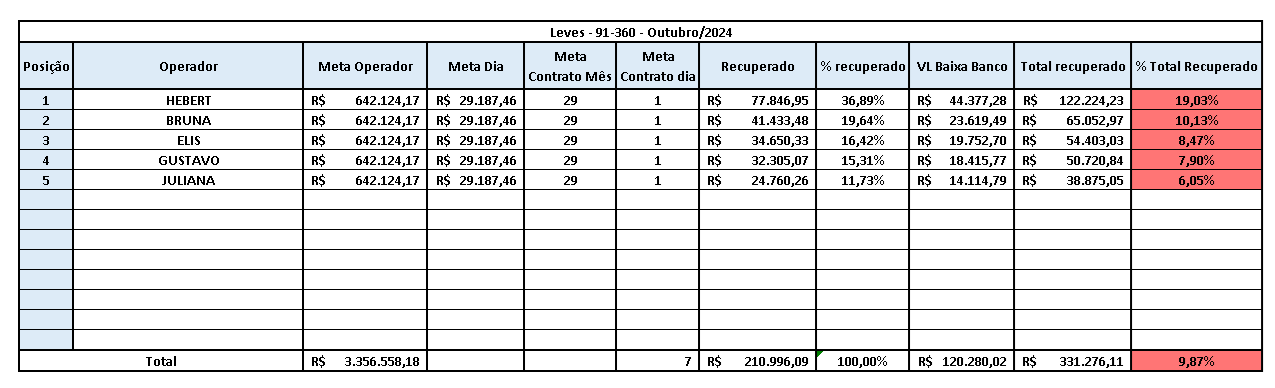 Leves - 91-360 - Outubro/2024
Posição Operador Meta Operador Meta Dia Meta Contrato Mês Meta Contrato dia Recuperado % recuperado VL Baixa Banco Total recuperado % Total Recuperado
1 HEBERT R$ 642.124,17 R$ 29.187,46 29 1 R$ 77.846,95 36,89% R$ 44.377,28 R$ 122.224,23 19,03%
2 BRUNA R$ 642.124,17 R$ 29.187,46 29 1 R$ 41.433,48 19,64% R$ 23.619,49 R$ 65.052,97 10,13%
3 ELIS R$ 642.124,17 R$ 29.187,46 29 1 R$ 34.650,33 16,42% R$ 19.752,70 R$ 54.403,03 8,47%
4 GUSTAVO R$ 642.124,17 R$ 29.187,46 29 1 R$ 32.305,07 15,31% R$ 18.415,77 R$ 50.720,84 7,90%
5 JULIANA R$ 642.124,17 R$ 29.187,46 29 1 R$ 24.760,26 11,73% R$ 14.114,79 R$ 38.875,05 6,05%
Total R$ 3.356.558,18 7 R$ 210.996,09 100,00% R$ 120.280,02 R$ 331.276,11 9,87%